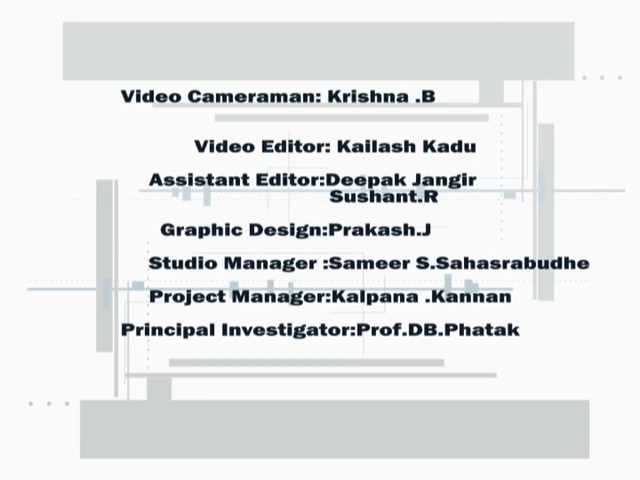 Video Cameraman: Krishna .B
Video Editor: Kailash Kadu
Assistant Editor:Deepak Jangir
Sushant.R
Graphic Design:Prakash.J
Studio Manager :Sameer S.Sahasrabudhe
Project Manager:Kalpana .Kannan
Principal Investigator:Prof.DB.Phatak